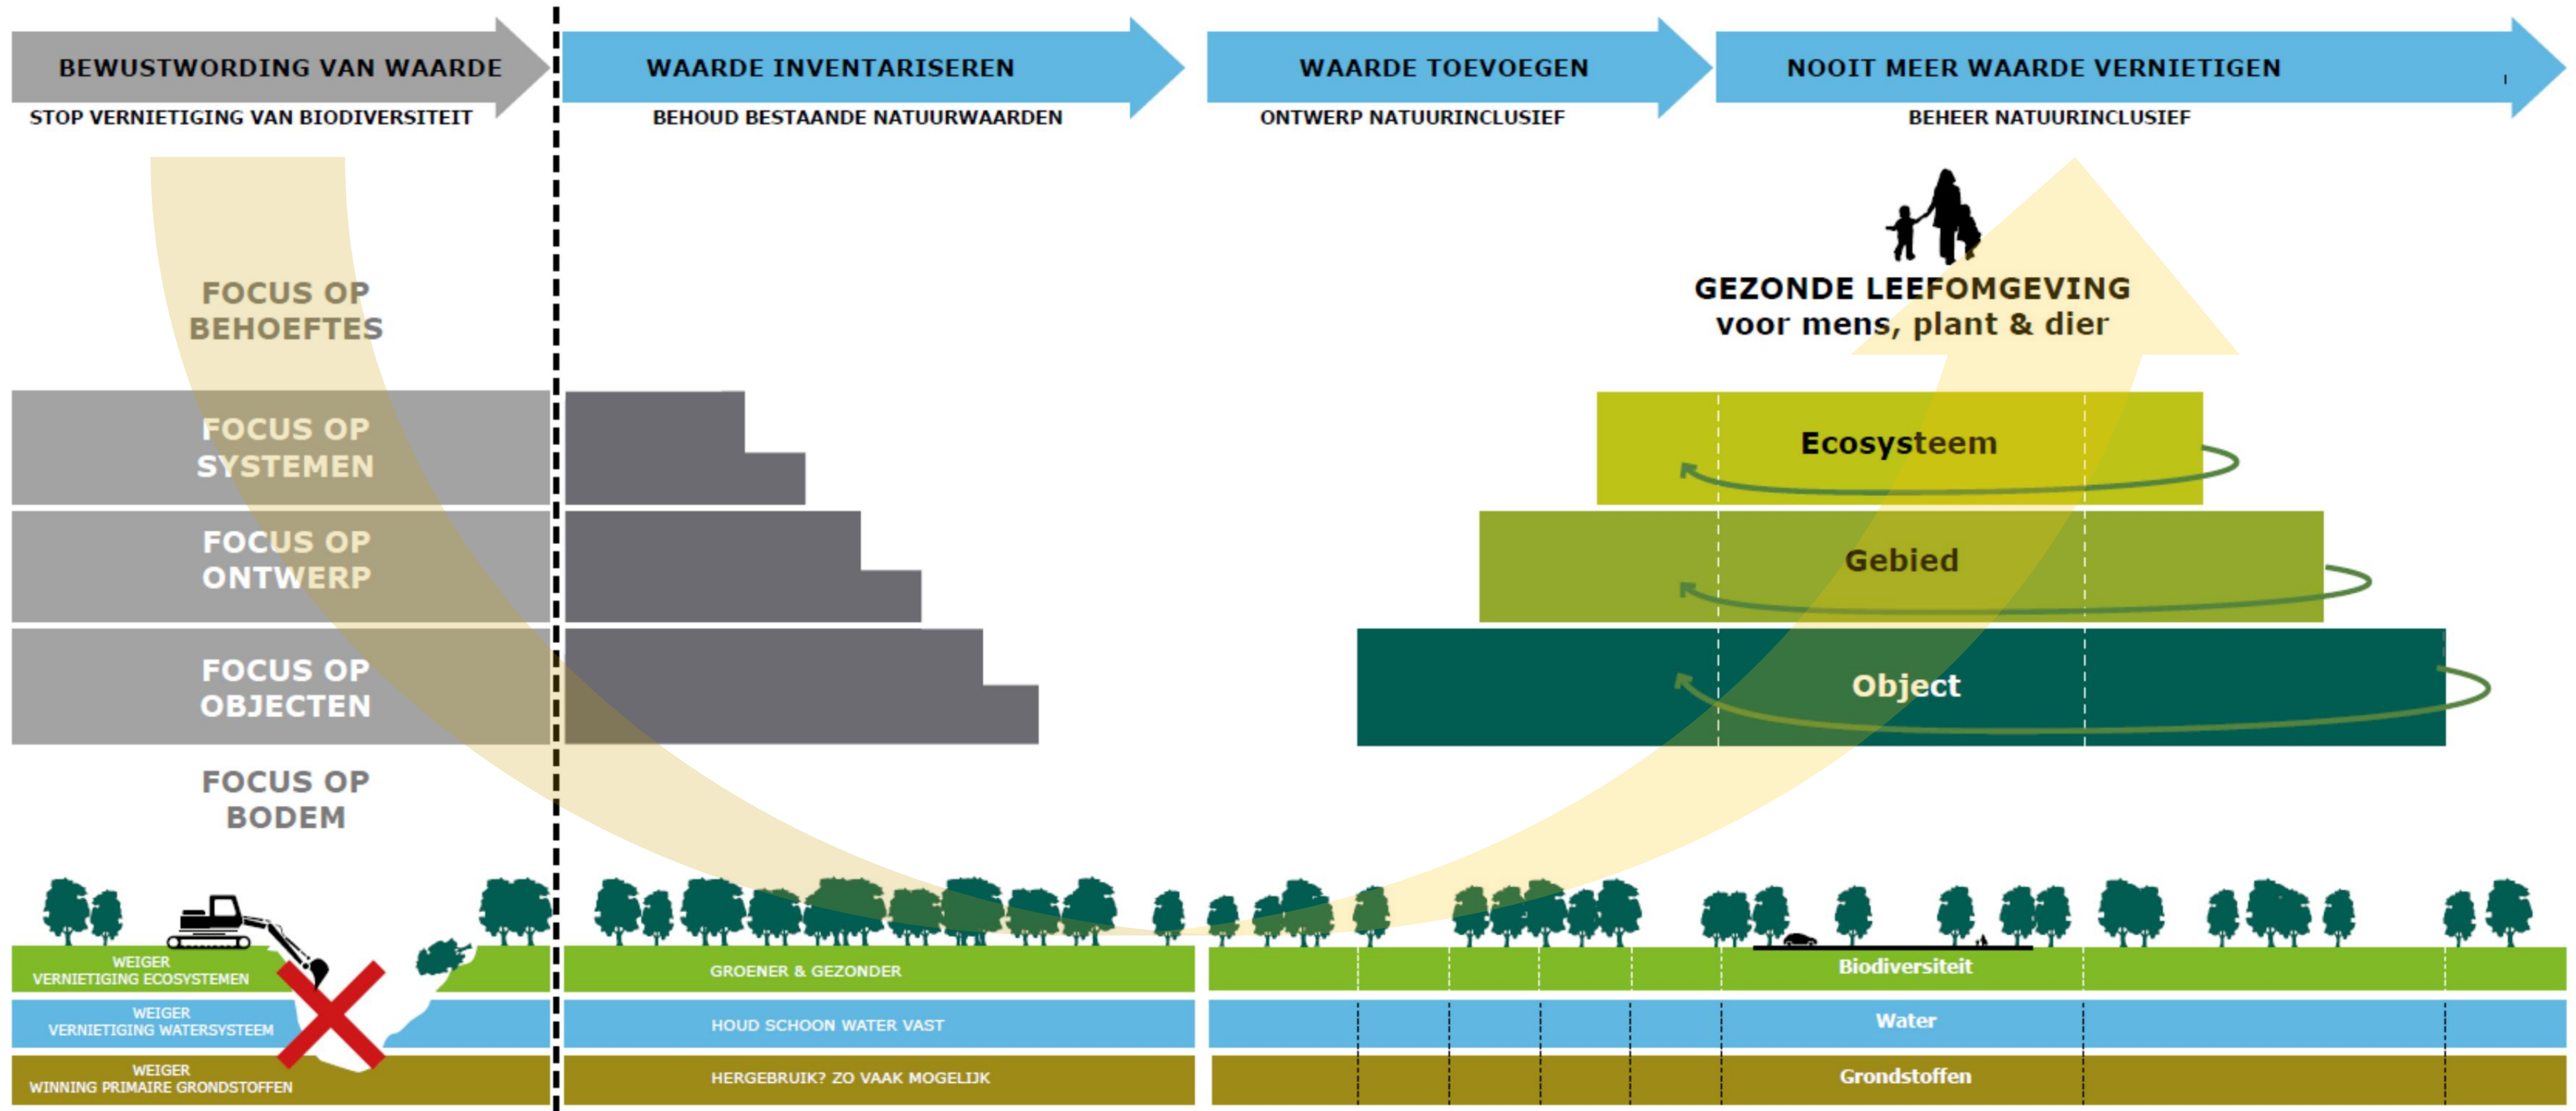 BEWUSTWORDING VAN WAARDE
WAARDE INVENTARISEREN
WAARDE TOEVOEGEN
NOOIT MEER WAARDE VERNIETIGEN
STOP VERNIETIGING VAN BIODIVERSITEIT
BEHOUD BESTAANDE NATUURWAARDEN
ONTWERP NATUURINCLUSIEF
BEHEER NATUURINCLUSIEF
FOCUS OP
BEHOEFTES
GEZONDE LEEFOMGEVING
voor mens, plant & dier
FOCUS OP
SYSTEMEN
Ecosysteem
FOCUS OP
ONTWERP
Gebied
FOCUS OP
OBJECTEN
Object
FOCUS OP
BODEM
WEIGER
VERNIETIGING ECOSYSTEMEN
GROENER & GEZONDER
Biodiversiteit
WEIGER
VERNIETIGING WATERSYSTEEM
HOUD SCHOON WATER VAST
Water
WEIGER
WINNING PRIMAIRE GRONDSTOFFEN
HERGEBRUIK? ZO VAAK MOGELIJK
Grondstoffen